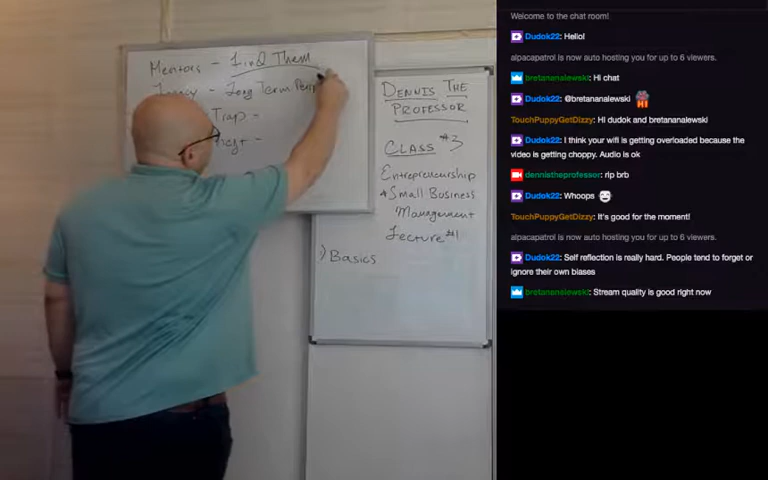 Mentors - Find Them
- Long Term
Trap -
-
DENNIS THE
PROFESSOR
CLASS #3
Entrepreneurship
*Small Business
Management
Lecture #1
1) Basics
Welcome to the chat room!
Dudok22: Hello!
alpacapatrol is now auto hosting you for up to 6 viewers.
bretananalewski: Hi chat
Dudok22: @bretananalewski HI
TouchPuppyGetDizzy: HI dudok and bretananalewski
Dudok22: I think your wifi is getting overloaded because the
video is getting choppy. Audio is ok
dennistheprofessor: rip brb
Dudok22: Whoops
TouchPuppyGetDizzy: It's good for the moment!
alpacapatrol is now auto hosting you for up to 6 viewers.
Dudok22: Self reflection is really hard. People tend to forget or
ignore their own biases
bretananalewski: Stream quality is good right now